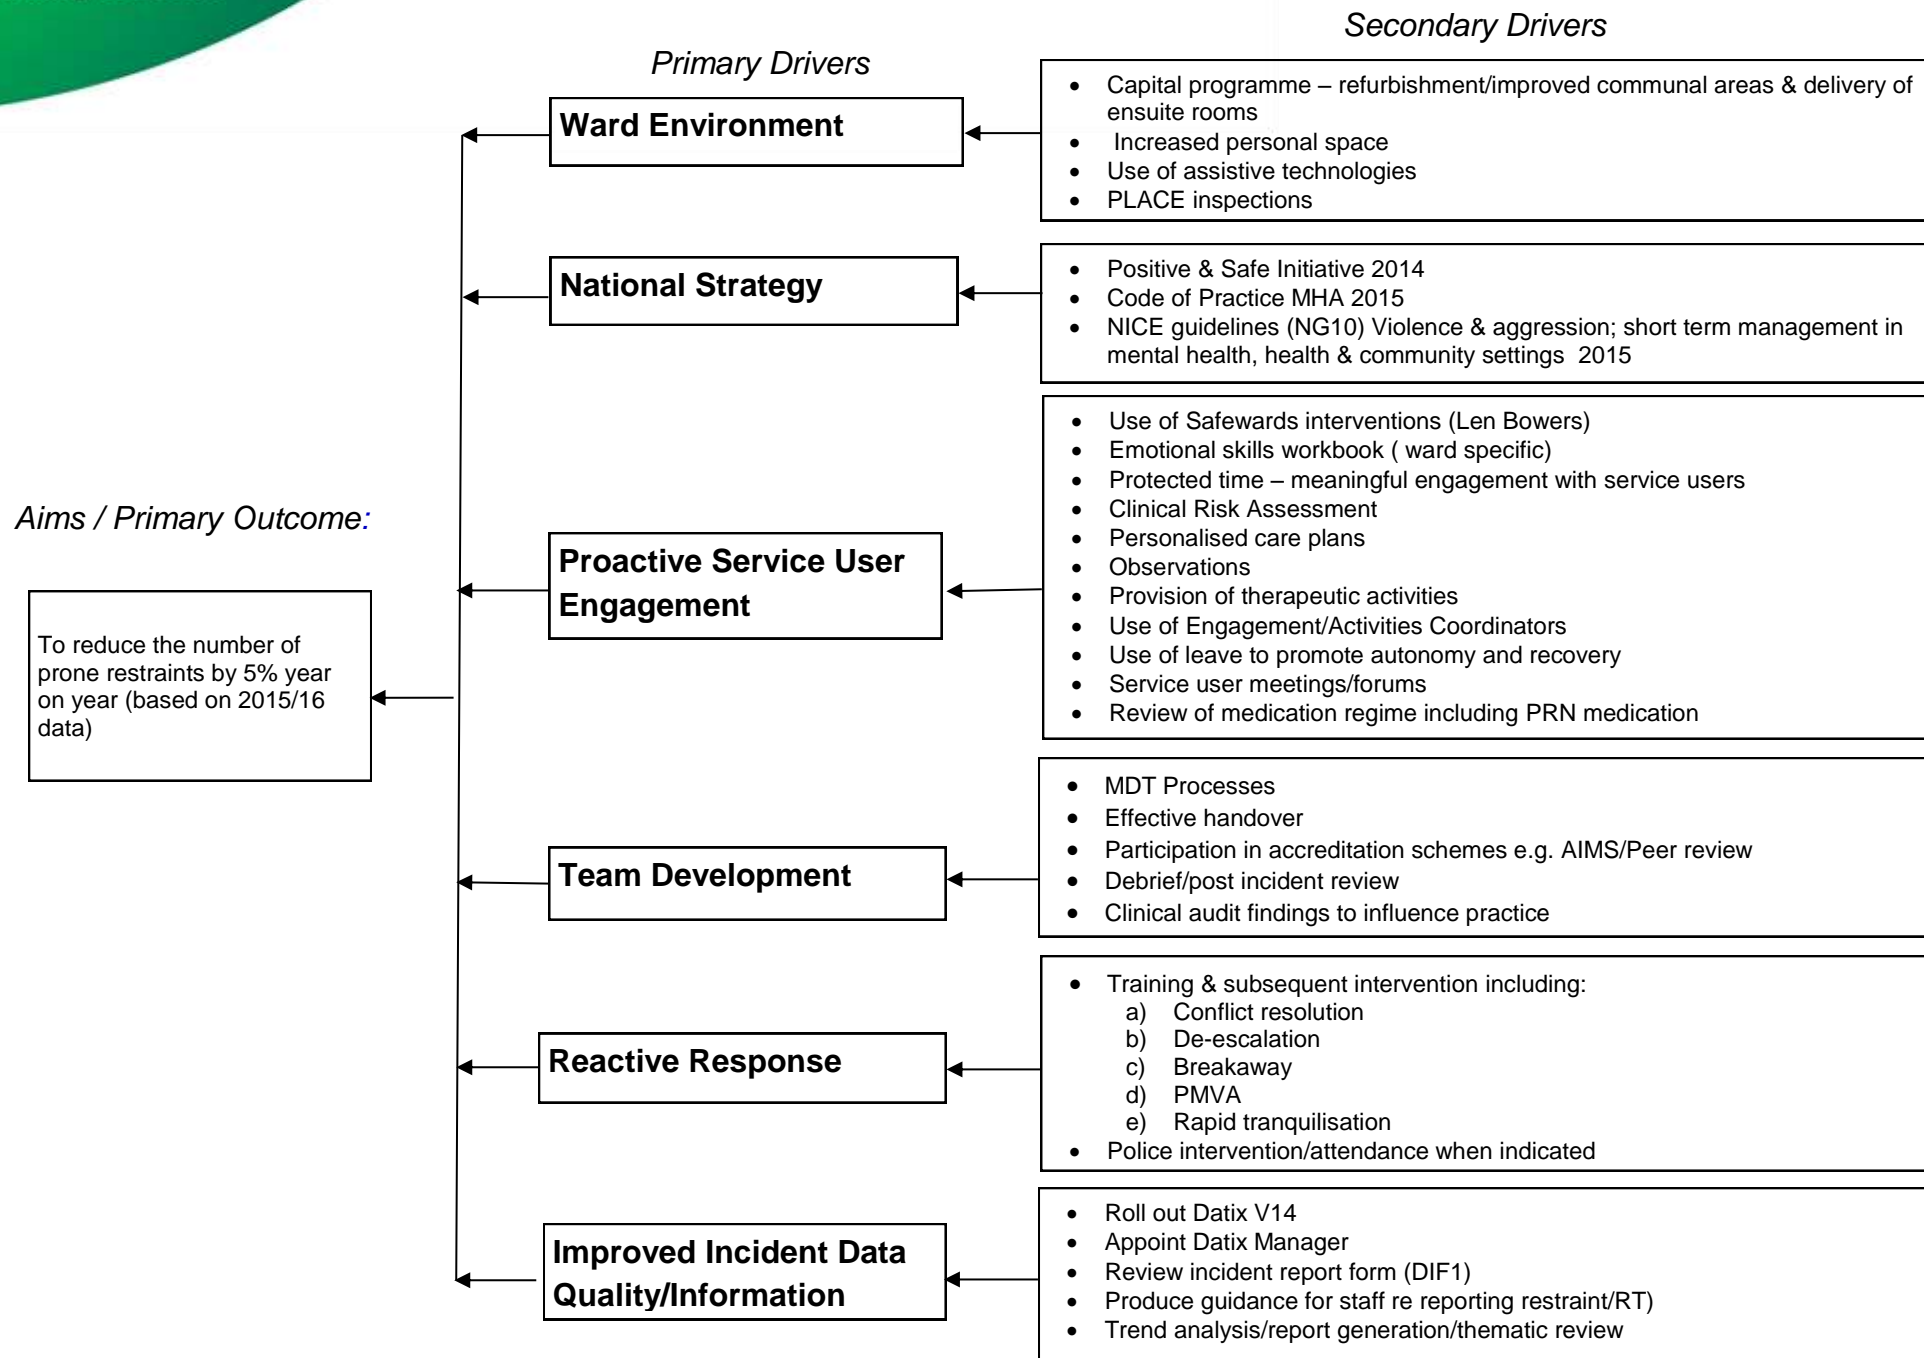 Secondary Drivers
Primary Drivers
Ward Environment
• Capital programme – refurbishment/improved communal areas & delivery of
ensuite rooms
• Increased personal space
• Use of assistive technologies
• PLACE inspections
National Strategy
• Positive & Safe Initiative 2014
• Code of Practice MHA 2015
• NICE guidelines (NG10) Violence & aggression; short term management in
mental health, health & community settings  2015
Aims / Primary Outcome:
To reduce the number of
prone restraints by 5% year
on year (based on 2015/16
data)
Proactive Service User
Engagement
• Use of Safewards interventions (Len Bowers)
• Emotional skills workbook ( ward specific)
• Protected time – meaningful engagement with service users
• Clinical Risk Assessment
• Personalised care plans
• Observations
• Provision of therapeutic activities
• Use of Engagement/Activities Coordinators
• Use of leave to promote autonomy and recovery
• Service user meetings/forums
• Review of medication regime including PRN medication
Team Development
• MDT Processes
• Effective handover
• Participation in accreditation schemes e.g. AIMS/Peer review
• Debrief/post incident review
• Clinical audit findings to influence practice
Reactive Response
• Training & subsequent intervention including:
a) Conflict resolution
b) De-escalation
c) Breakaway
d) PMVA
e) Rapid tranquilisation
• Police intervention/attendance when indicated
Improved Incident Data
Quality/Information
• Roll out Datix V14
• Appoint Datix Manager
• Review incident report form (DIF1)
• Produce guidance for staff re reporting restraint/RT)
• Trend analysis/report generation/thematic review